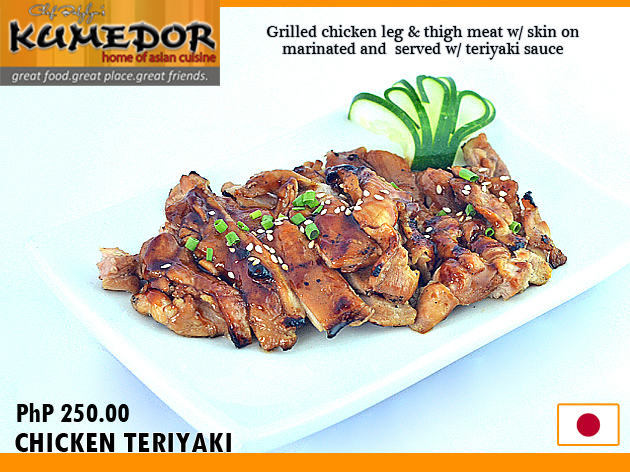 KUMEDOR
home of asian cuisine
great food.great place.great friends.
Grilled chicken leg & thigh meat w/ skin on
marinated and served w/ teriyaki sauce
PhP 250.00
CHICKEN TERIYAKI